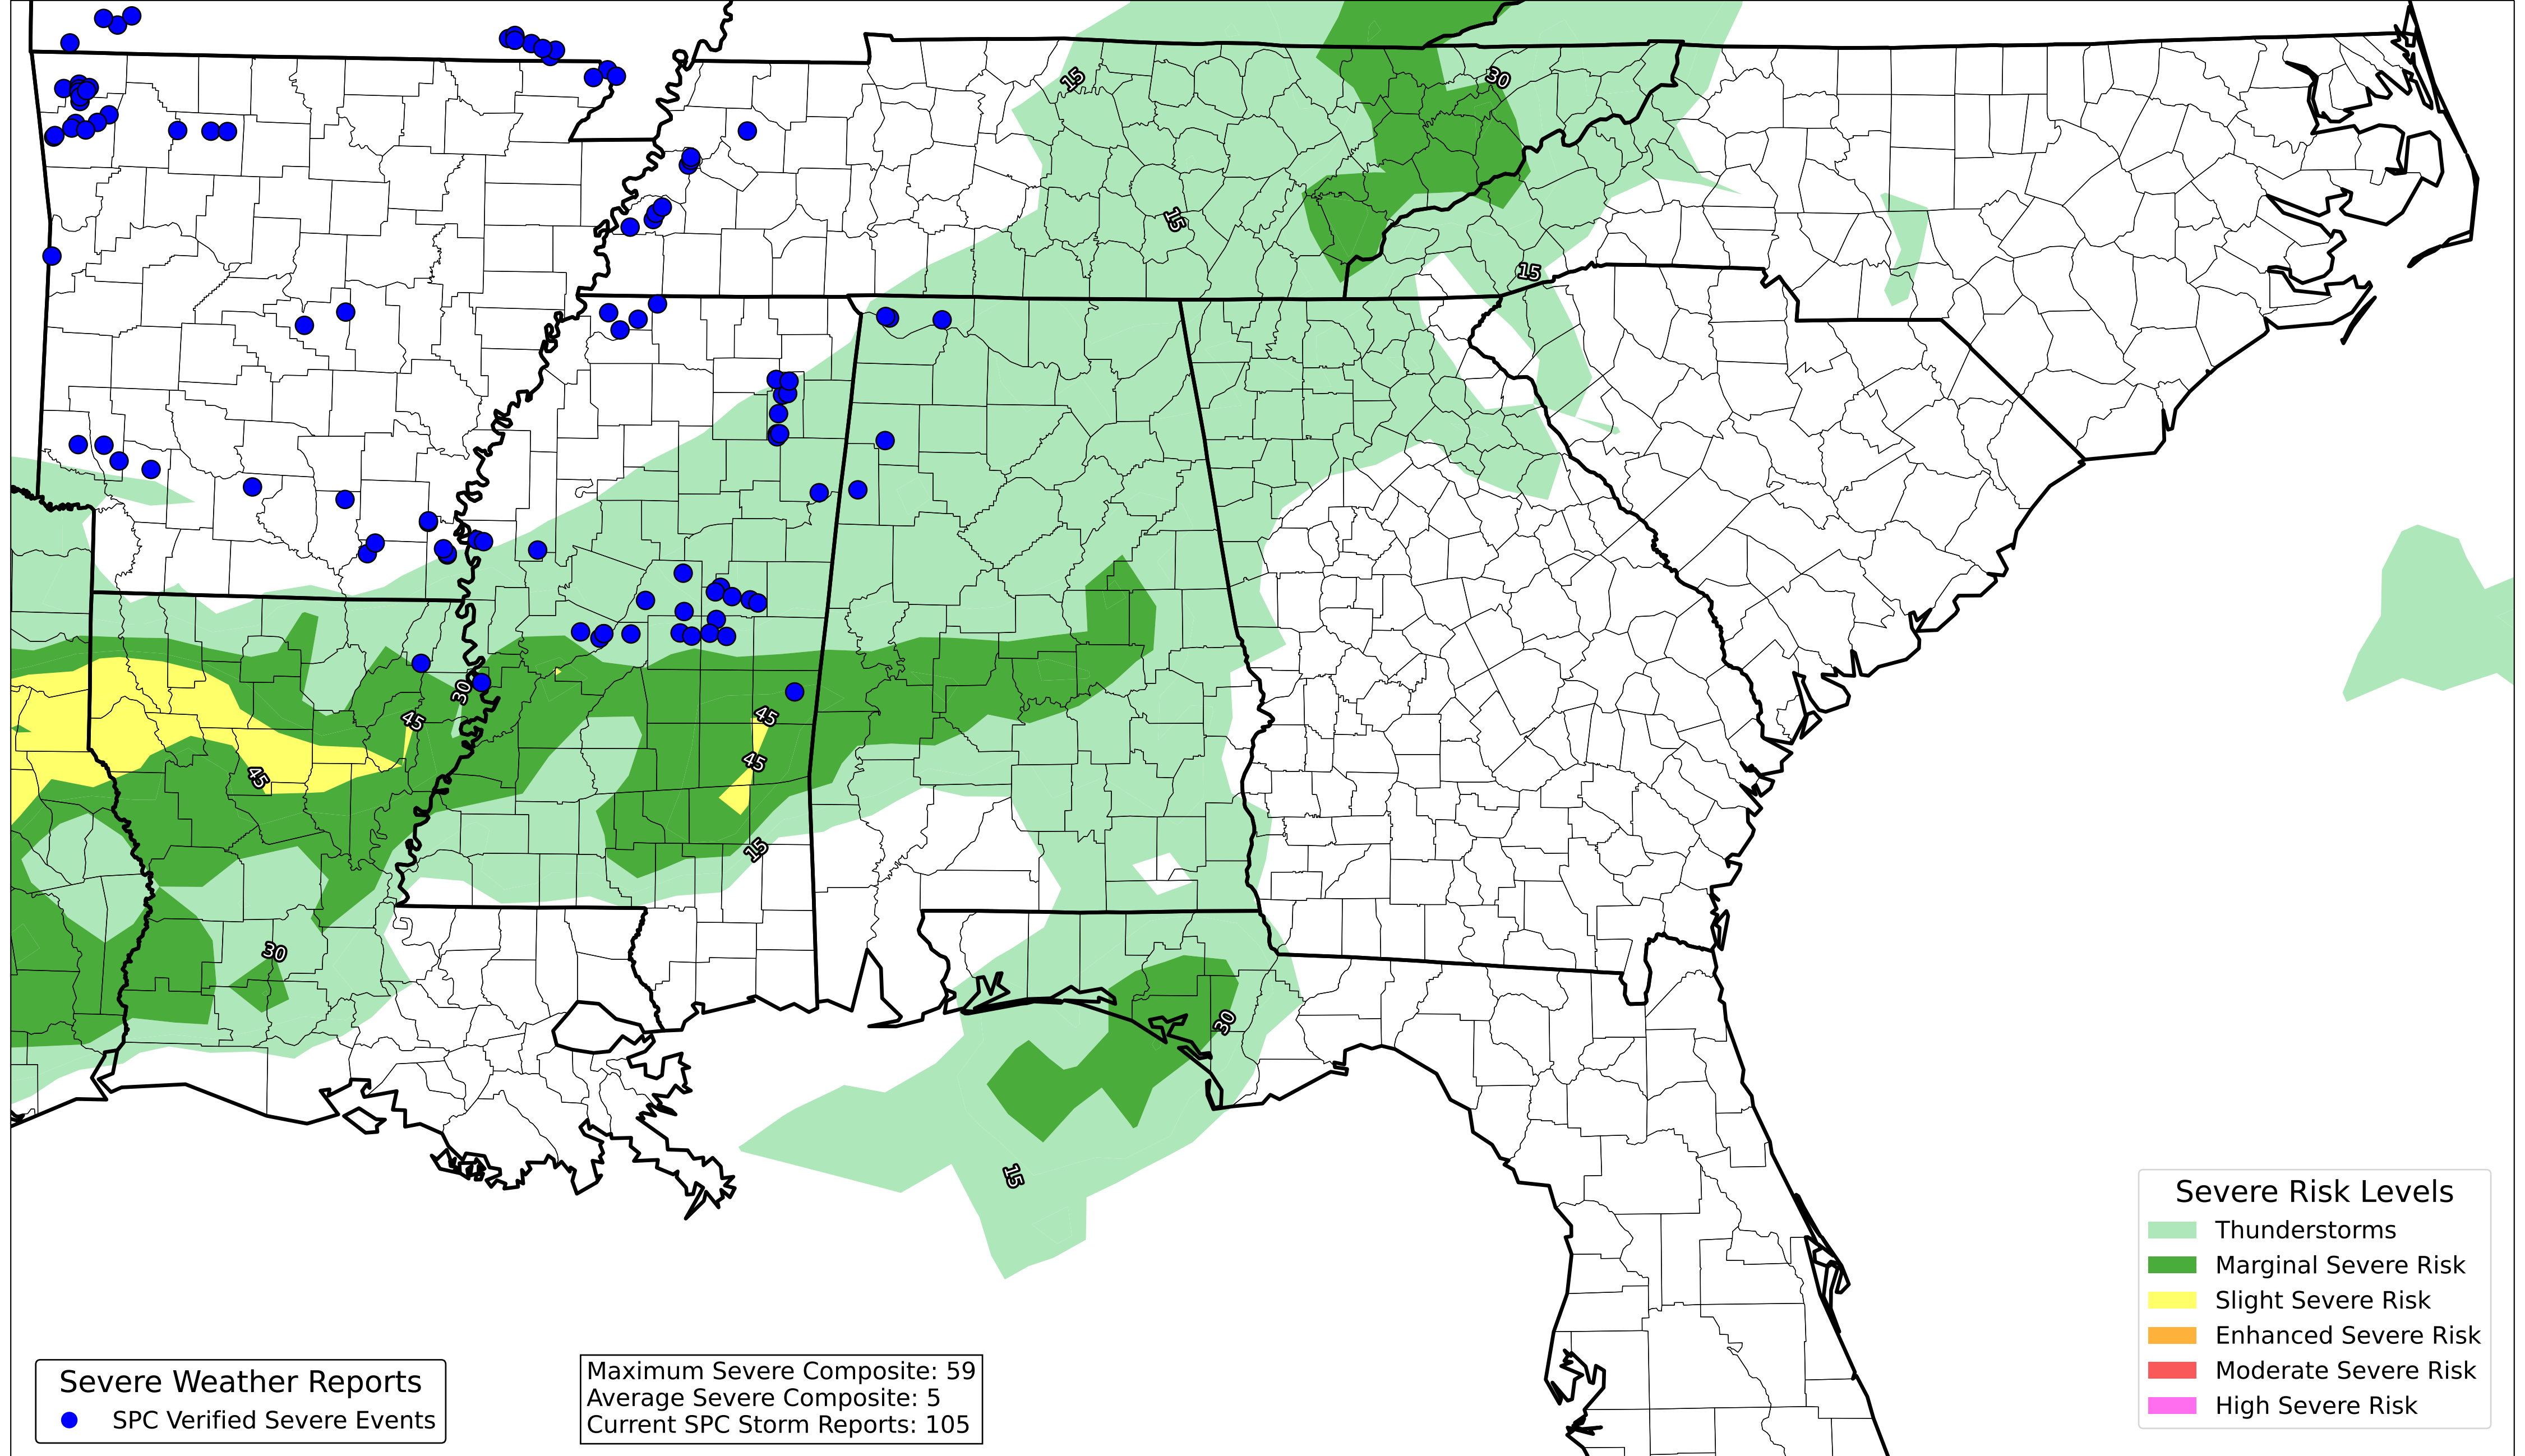 15
30
15
15
30
45
45
45
45
15
30
30
15
Severe Risk Levels
Thunderstorms
Marginal Severe Risk
Slight Severe Risk
Enhanced Severe Risk
Moderate Severe Risk
High Severe Risk
Severe Weather Reports
SPC Verified Severe Events
Maximum Severe Composite: 59
Average Severe Composite: 5
Current SPC Storm Reports: 105